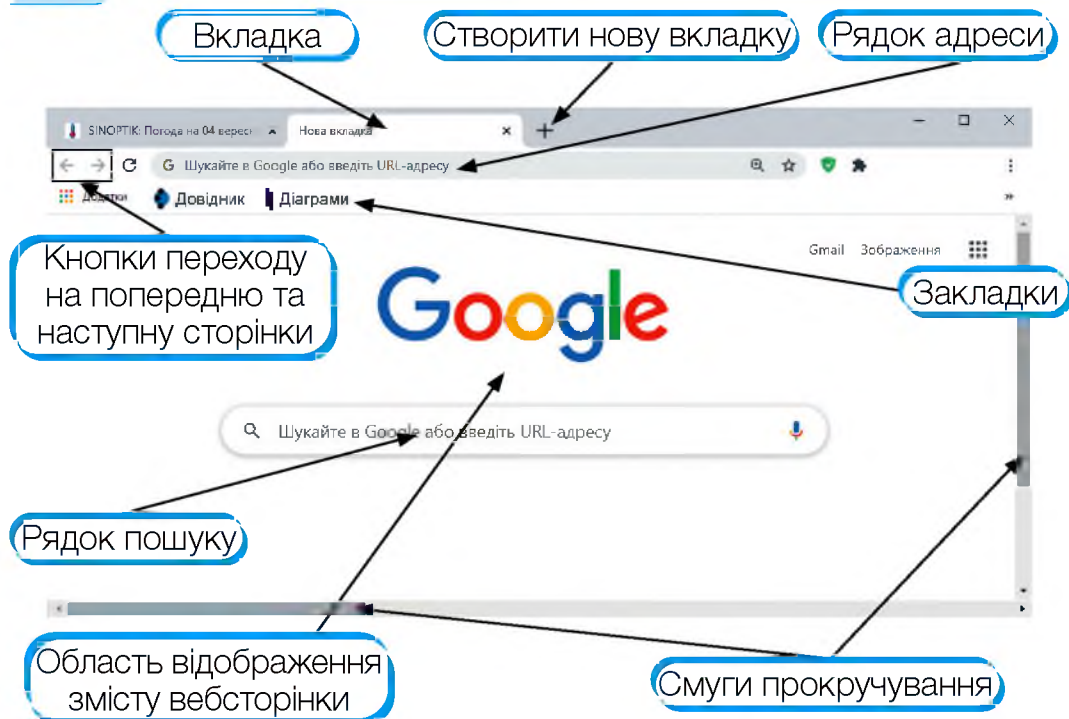 Вкладка
Створити нову вкладку
Рядок адреси
SINOPTIK: Погода на 04 верес
Нова вкладка
G Шукайте в Google або введіть URL-адресу
Додатки
Довідник
Діаграми
Кнопки переходу
на попередню та
наступну сторінки
Gmail Зображення
Закладки
Google
Шукайте в Google або введіть URL-адресу
Рядок пошуку
Область відображення
змісту вебсторінки
Смуги прокручування